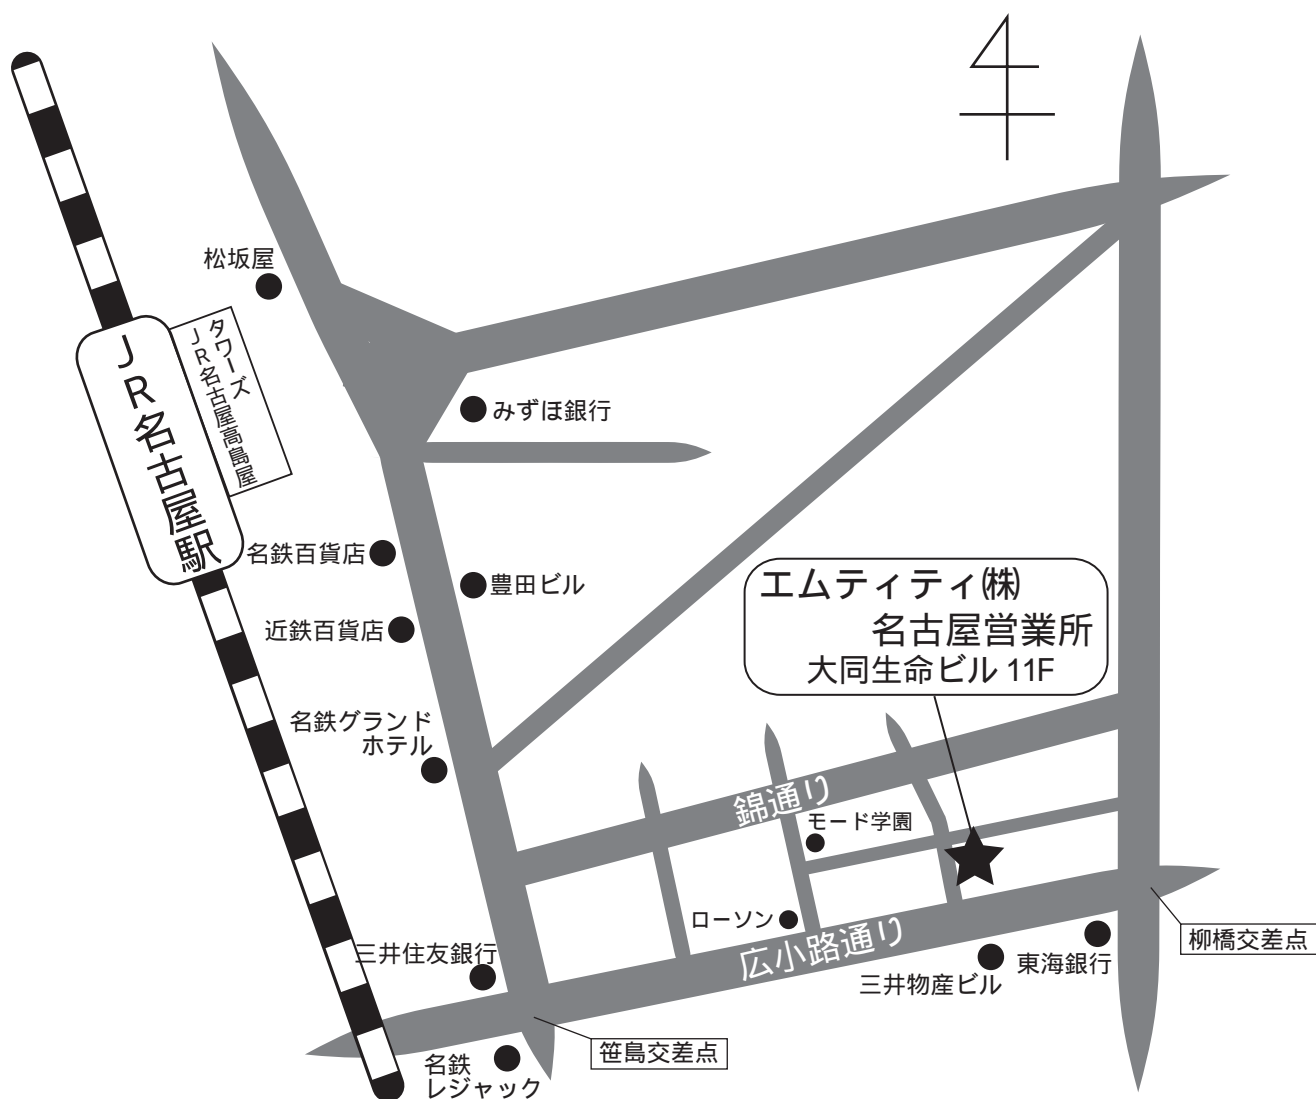 松坂屋
JR名古屋駅
タワーズ
JR名古屋高島屋
みずほ銀行
名鉄百貨店
豊田ビル
近鉄百貨店
エムティティ㈱
名古屋営業所
大同生命ビル 11F
名鉄グランド
ホテル
錦通り
モード学園
ローソン
広小路通り
柳橋交差点
三井住友銀行
東海銀行
三井物産ビル
笹島交差点
名鉄
レジャック